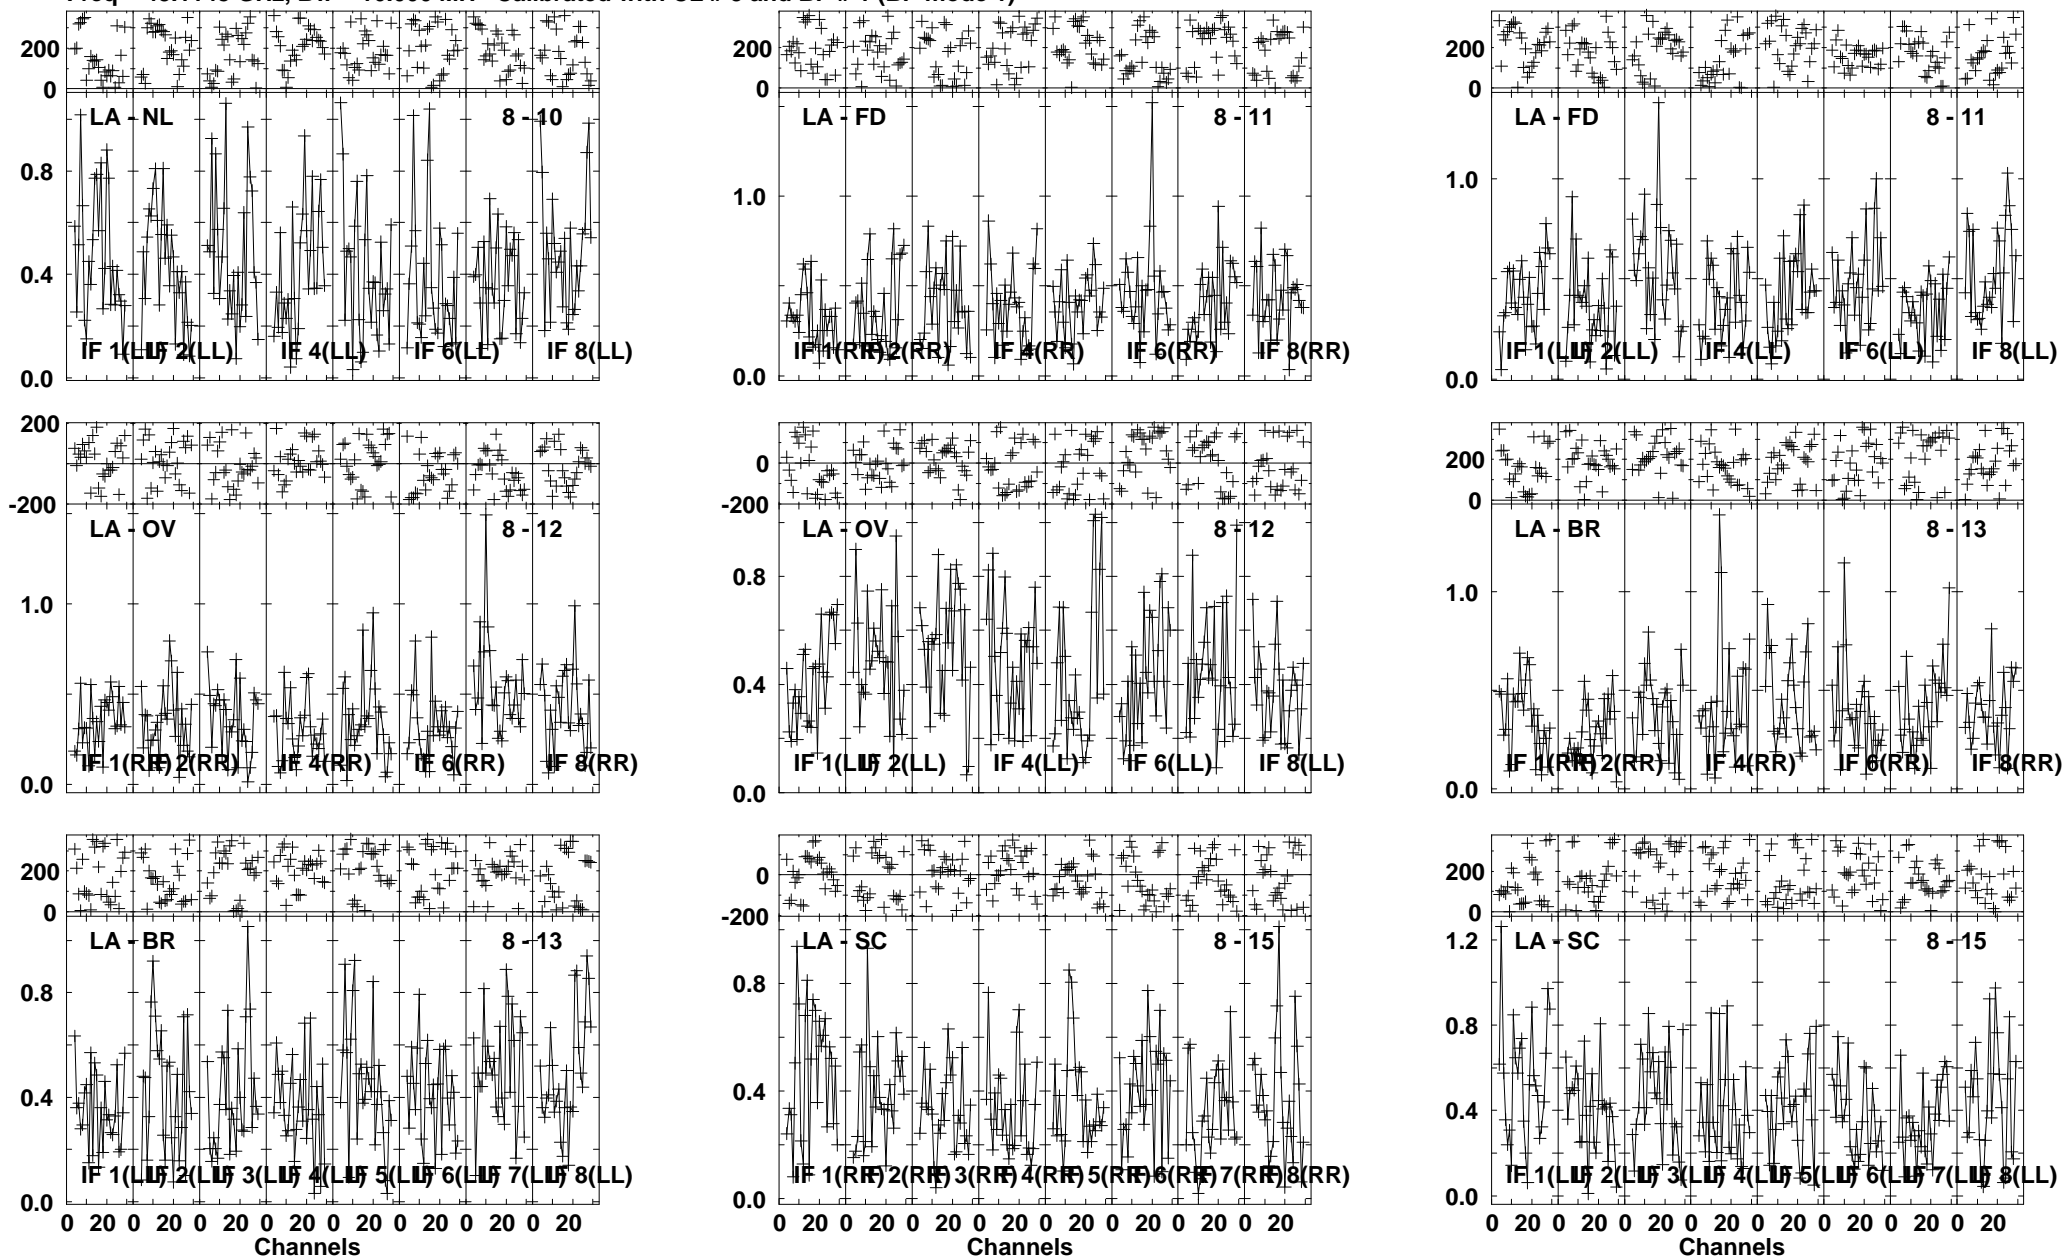 200
0
LA - NL 8 - 10
0.8
0.4
0.0
IF 1(LL) IF 2(LL) IF 4(LL) IF 6(LL) IF 8(LL)
200
0
LA - FD 8 - 11
1.0
0.0
IF 1(RR) IF 2(RR) IF 4(RR) IF 6(RR) IF 8(RR)
200
0
LA - FD 8 - 11
1.0
0.0
IF 1(LL) IF 2(LL) IF 4(LL) IF 6(LL) IF 8(LL)
200
0
-200
LA - OV 8 - 12
1.0
0.0
IF 1(RR) IF 2(RR) IF 4(RR) IF 6(RR) IF 8(RR)
200
0
-200
LA - OV 8 - 12
0.8
0.4
0.0
IF 1(LL) IF 2(LL) IF 4(LL) IF 6(LL) IF 8(LL)
200
0
LA - BR 8 - 13
1.0
0.0
IF 1(RR) IF 2(RR) IF 4(RR) IF 6(RR) IF 8(RR)
200
0
LA - BR 8 - 13
0.8
0.4
0.0
IF 1(LL) IF 2(LL) IF 3(LL) IF 4(LL) IF 5(LL) IF 6(LL) IF 7(LL) IF 8(LL)
0 20 0 20 0 20 0 20 0 20 0 20 0 20 0 20
Channels
0
-200
LA - SC 8 - 15
0.8
0.4
0.0
IF 1(RR) IF 2(RR) IF 3(RR) IF 4(RR) IF 5(RR) IF 6(RR) IF 7(RR) IF 8(RR)
0 20 0 20 0 20 0 20 0 20 0 20 0 20 0 20
Channels
200
0
LA - SC 8 - 15
1.2
0.8
0.4
0.0
IF 1(LL) IF 2(LL) IF 3(LL) IF 4(LL) IF 5(LL) IF 6(LL) IF 7(LL) IF 8(LL)
0 20 0 20 0 20 0 20 0 20 0 20 0 20 0 20
Channels